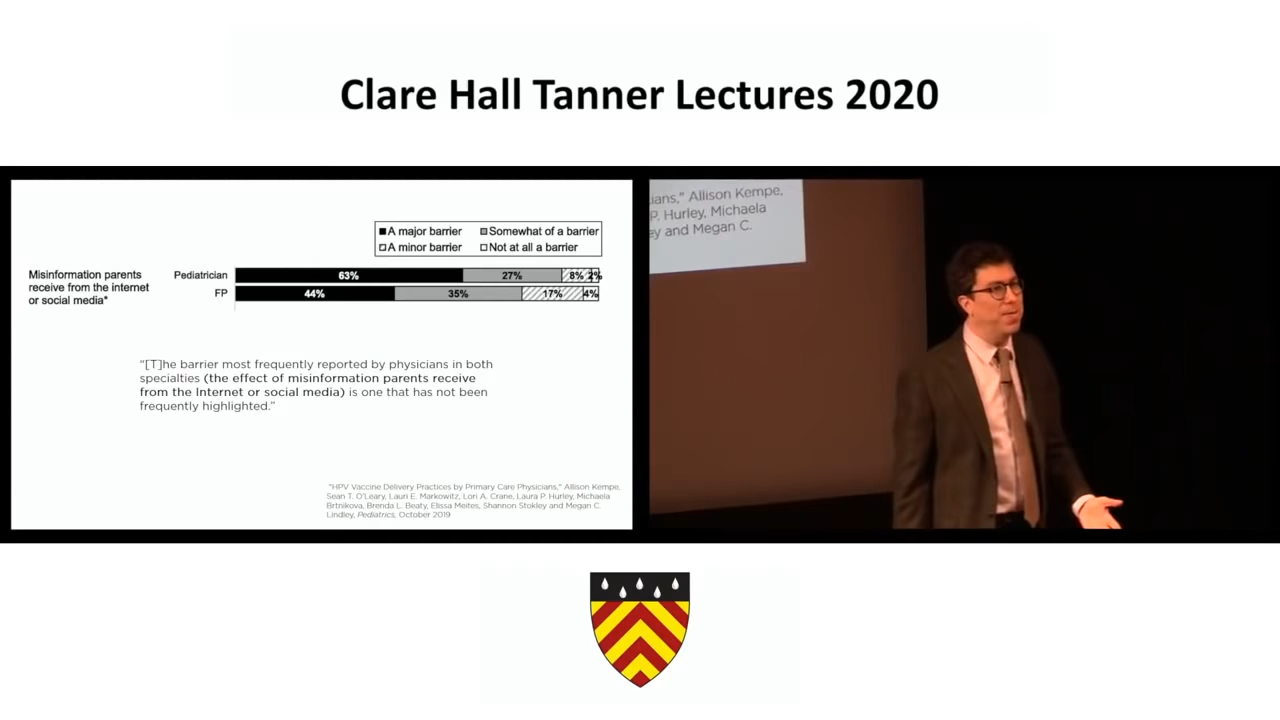 Clare Hall Tanner Lectures 2020
A major barrier
Somewhat of a barrier
A minor barrier
Not at all a barrier
Misinformation parents
receive from the internet
or social media*
Pediatrician
63%
27%
8%
2%
FP
44%
35%
17%
4%
“[T]he barrier most frequently reported by physicians in both
specialties (the effect of misinformation parents receive
from the Internet or social media) is one that has not been
frequently highlighted.”
"HPV Vaccine Delivery Practices by Primary Care Physicians," Allison Kempe,
Sean T. O'Leary, Lauri E. Markowitz, Lori A. Crane, Laura P. Hurley, Michaela
Brtnikova, Brenda L. Beaty, Elissa Meites, Shannon Stokley and Megan C.
Lindley, Pediatrics, October 2019
ians," Allison Kempe,
P. Hurley, Michaela
ey and Megan C.